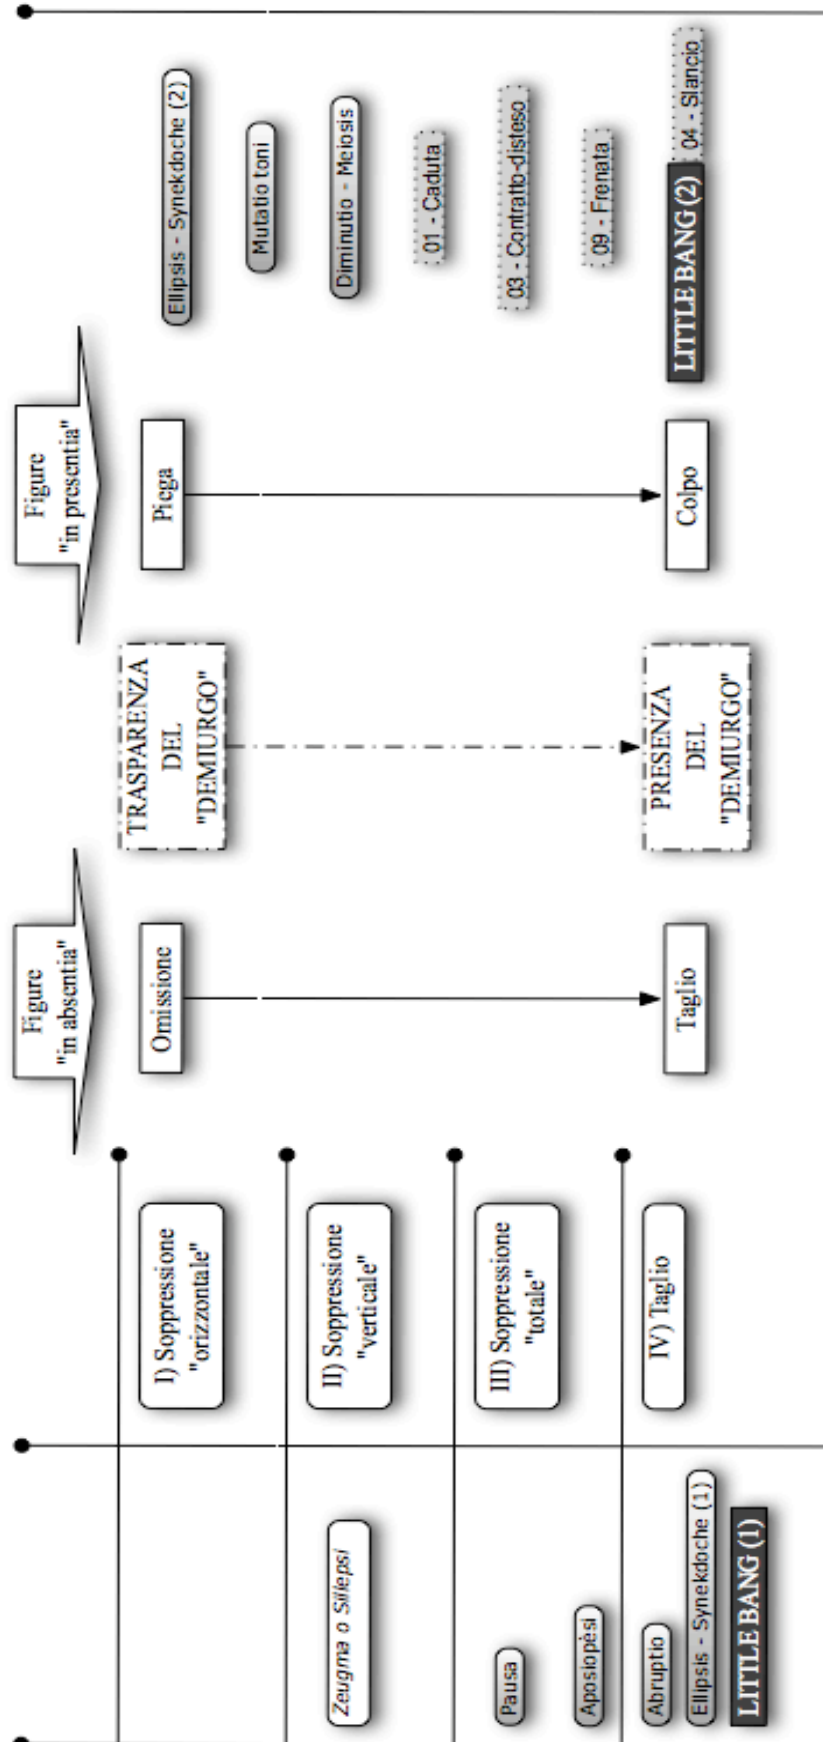 Figure
"in absentia"
Figure
"in presentia"
I) Soppressione
"orizzontale"
Omissione
TRASPARENZA
DEL
"DEMIURGO"
Piega
Ellipsis - Synekdoche (2)
Mutatio toni
Zeugma o Sillepsi
II) Soppressione
"verticale"
Diminutio - Meiosis
01 - Caduta
Pausa
Aposiopèsi
III) Soppressione
"totale"
03 - Contratto-disteso
09 - Frenata
Abruptio
Ellipsis - Synekdoche (1)
LITTLE BANG (1)
IV) Taglio
Taglio
PRESENZA
DEL
"DEMIURGO"
Colpo
LITTLE BANG (2)
04 - Slancio